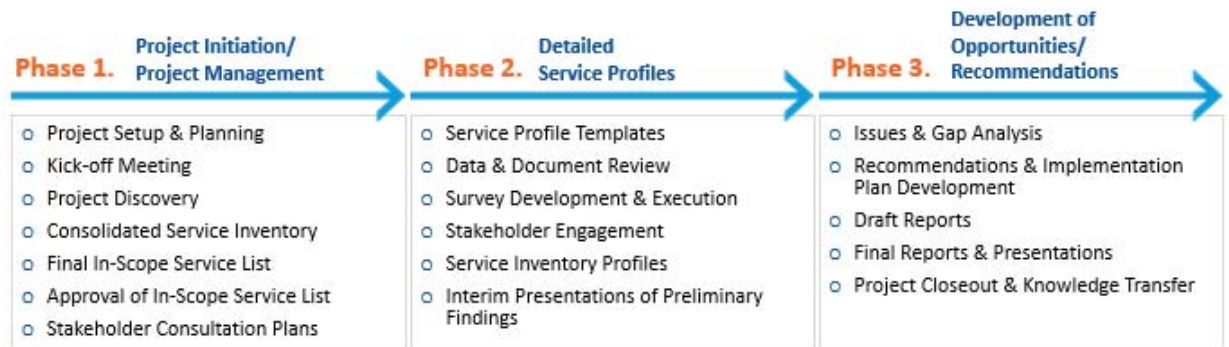 Phase 1.
Project Initiation/
Project Management
Project Setup & Planning
Kick-off Meeting
Project Discovery
Consolidated Service Inventory
Final In-Scope Service List
Approval of In-Scope Service List
Stakeholder Consultation Plans
Phase 2.
Detailed
Service Profiles
Service Profile Templates
Data & Document Review
Survey Development & Execution
Stakeholder Engagement
Service Inventory Profiles
Interim Presentations of Preliminary
Findings
Phase 3.
Development of
Opportunities/
Recommendations
Issues & Gap Analysis
Recommendations & Implementation
Plan Development
Draft Reports
Final Reports & Presentations
Project Closeout & Knowledge Transfer